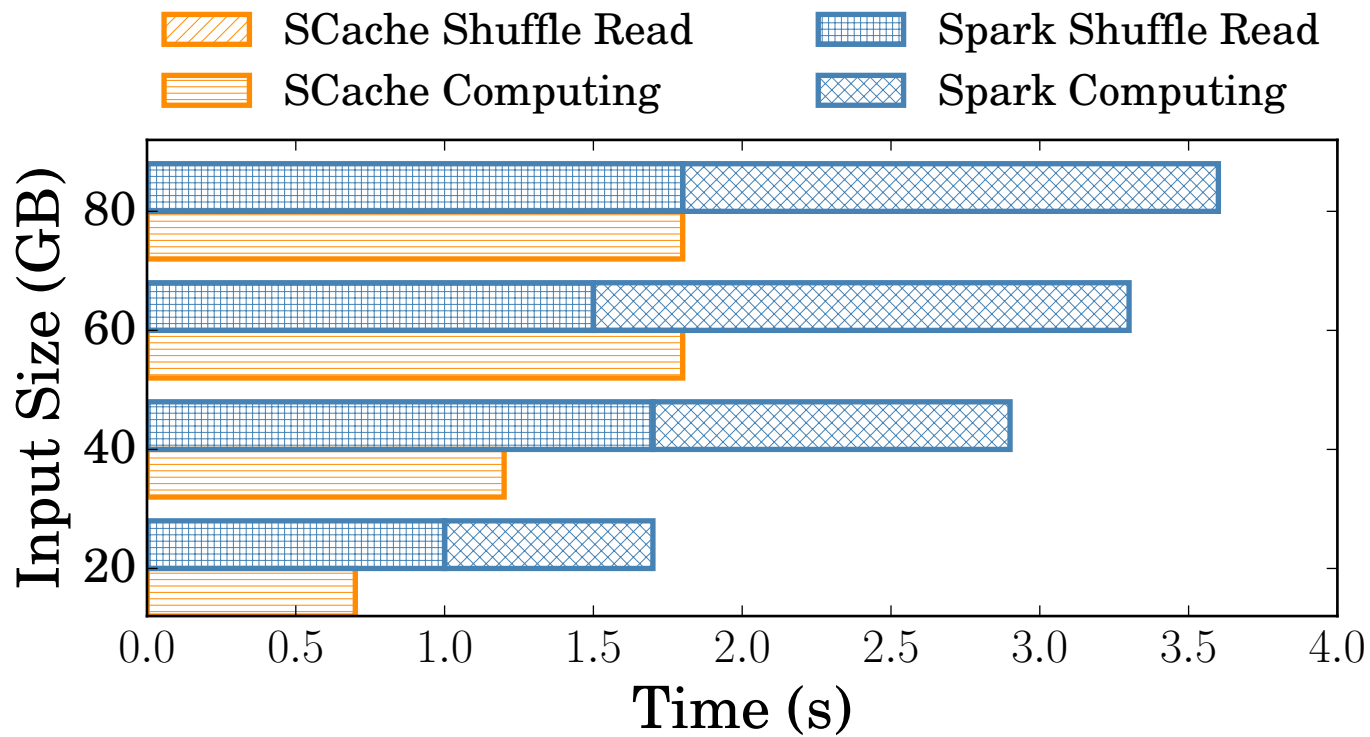 SCache Shuffle Read
Spark Shuffle Read
SCache Computing
Spark Computing
Input Size (GB)
80
60
40
20
0.0 0.5 1.0 1.5 2.0 2.5 3.0 3.5 4.0
Time (s)